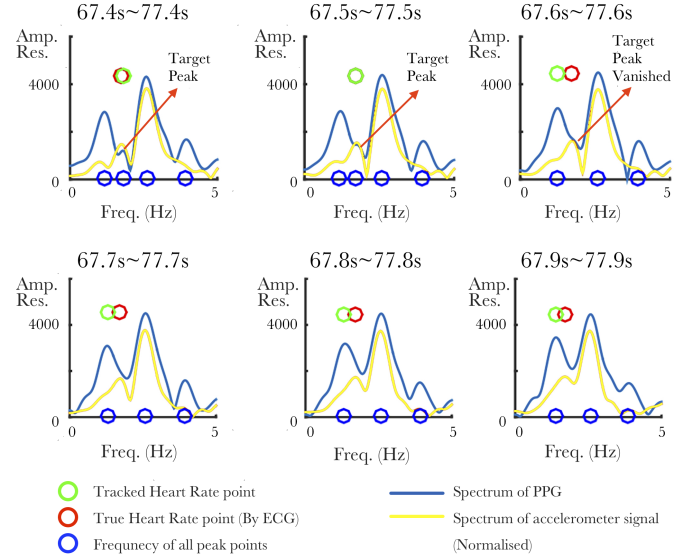 67.4s~77.4s
Amp.
Res.
4000
0
0
5
Freq. (Hz)
Target
Peak
67.5s~77.5s
Amp.
Res.
4000
0
0
5
Freq. (Hz)
Target
Peak
67.6s~77.6s
Amp.
Res.
4000
0
0
5
Freq. (Hz)
Target
Peak
Vanished
67.7s~77.7s
Amp.
Res.
4000
0
0
5
Freq. (Hz)
67.8s~77.8s
Amp.
Res.
4000
0
0
5
Freq. (Hz)
67.9s~77.9s
Amp.
Res.
4000
0
0
5
Freq. (Hz)
Tracked Heart Rate point
True Heart Rate point (By ECG)
Frequnecy of all peak points
Spectrum of PPG
Spectrum of accelerometer signal
(Normalised)